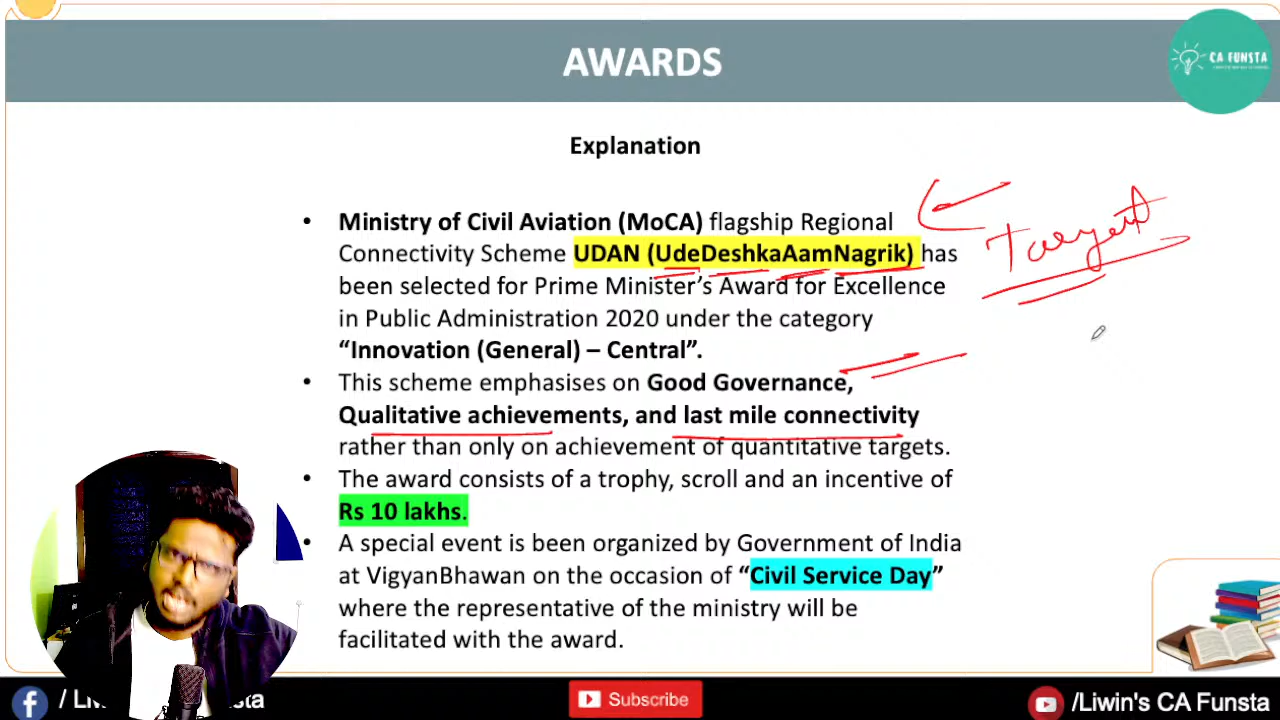 AWARDS
CA FUNSTA
Explanation
• Ministry of Civil Aviation (MoCA) flagship Regional
Connectivity Scheme UDAN (UdeDeshkaAamNagrik) has
been selected for Prime Minister’s Award for Excellence
in Public Administration 2020 under the category
“Innovation (General) – Central”.
Target
• This scheme emphasises on Good Governance,
Qualitative achievements, and last mile connectivity
rather than only on achievement of quantitative targets.
• The award consists of a trophy, scroll and an incentive of
Rs 10 lakhs.
• A special event is been organized by Government of India
at VigyanBhawan on the occasion of “Civil Service Day”
where the representative of the ministry will be
facilitated with the award.
/ Liwin's CA Funsta
Subscribe
/Liwin's CA Funsta